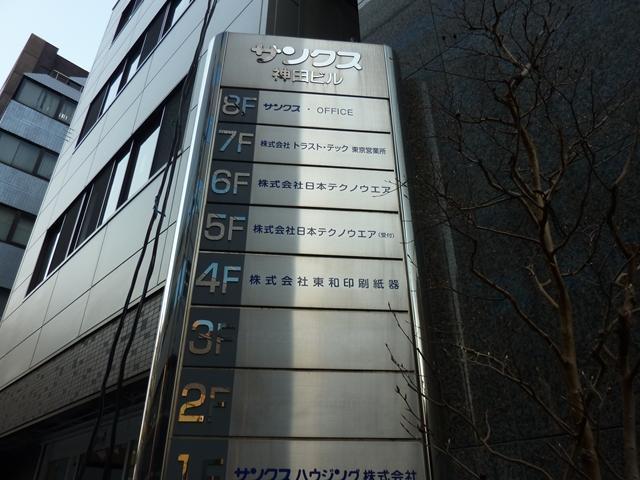 サンクス
神田ビル
8F サンクス・OFFICE
7F 株式会社 トラスト・テック 東京営業所
6F 株式会社日本テクノウエア
5F 株式会社日本テクノウエア(受付)
4F 株式会社東和印刷紙器
3F
2F
1F サンクスハウジング株式会社